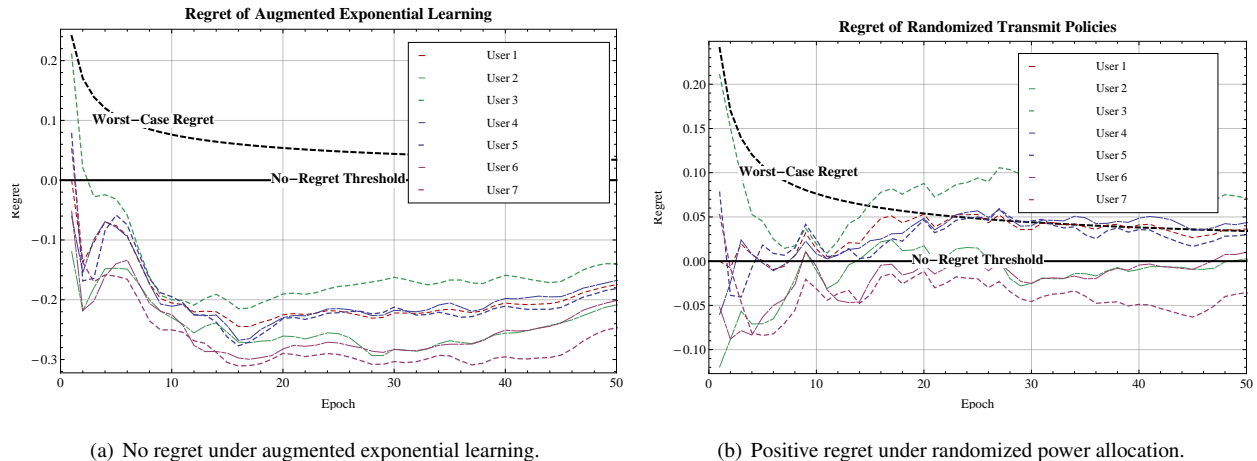 Regret of Augmented Exponential Learning
0.2
0.1
0.0
−0.1
−0.2
−0.3
Regret
Worst−Case Regret
No−Regret Threshold
User 1
User 2
User 3
User 4
User 5
User 6
User 7
0
10
20
30
40
50
Epoch
(a) No regret under augmented exponential learning.
Regret of Randomized Transmit Policies
0.20
0.15
0.10
0.05
0.00
−0.05
−0.10
Regret
Worst−Case Regret
No−Regret Threshold
User 1
User 2
User 3
User 4
User 5
User 6
User 7
0
10
20
30
40
50
Epoch
(b) Positive regret under randomized power allocation.